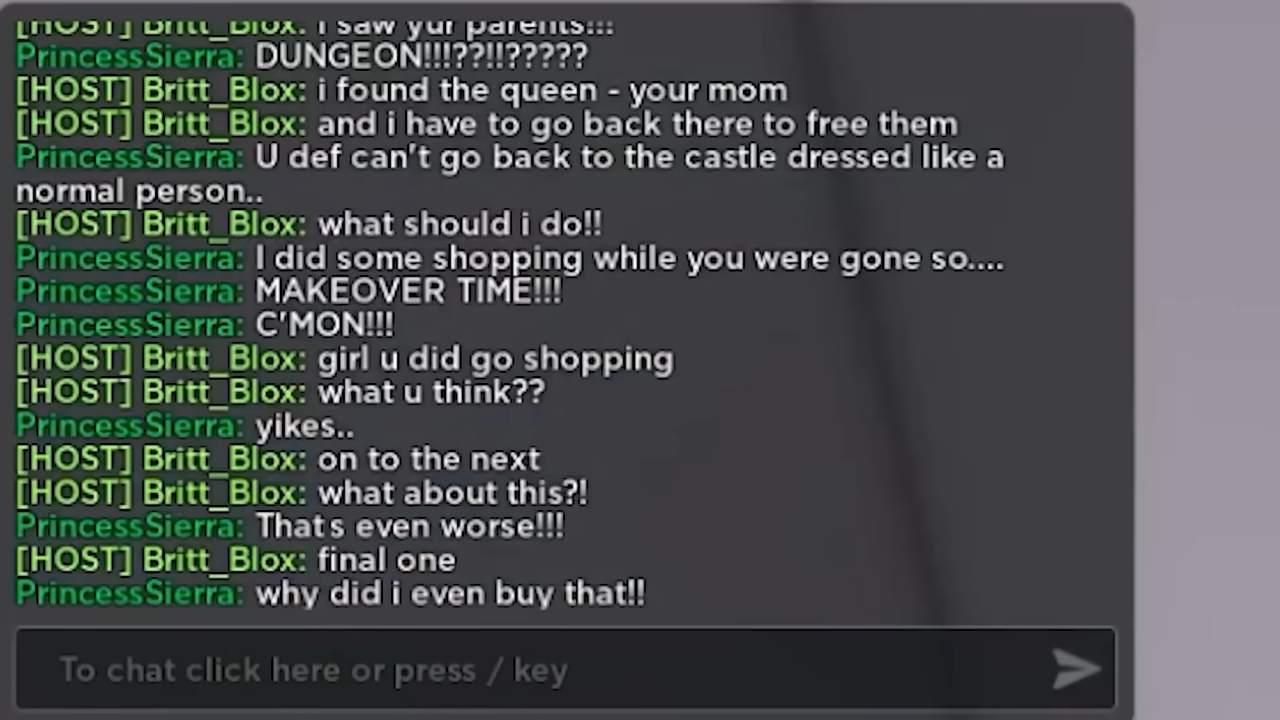 [HOST] Britt_Blox: i saw yur parents!!!
PrincessSierra: DUNGEON!!!??!!?????
[HOST] Britt_Blox: i found the queen - your mom
[HOST] Britt_Blox: and i have to go back there to free them
PrincessSierra: U def can't go back to the castle dressed like a
normal person..
[HOST] Britt_Blox: what should i do!!
PrincessSierra: I did some shopping while you were gone so....
PrincessSierra: MAKEOVER TIME!!!
PrincessSierra: C'MON!!!
[HOST] Britt_Blox: girl u did go shopping
[HOST] Britt_Blox: what u think??
PrincessSierra: yikes..
[HOST] Britt_Blox: on to the next
[HOST] Britt_Blox: what about this?!
PrincessSierra: Thats even worse!!!
[HOST] Britt_Blox: final one
PrincessSierra: why did i even buy that!!
To chat click here or press / key